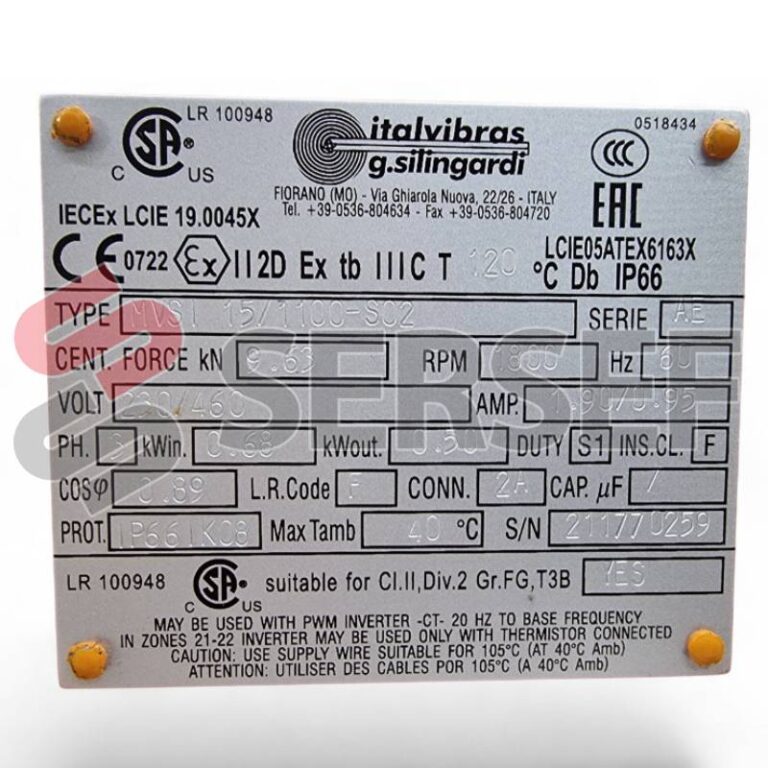 LR 100948
CSA
C US
italvibras
g.silingardi
FIORANO (MO) - Via Ghiarola Nuova, 22/26 - ITALY
Tel. +39-0536-804634 - Fax +39-0536-804720
0518434
CCC
EAC
IECEx LCIE 19.0045X
LCIE05ATEX6163X
CE 0722 Ex II2D Ex tb IIIC T 120 °C Db IP66
TYPE MVSI 15/1100-S02 SERIE AE
CENT. FORCE kN 9.63 RPM 1800 Hz 60
VOLT 230/460 AMP. 1.90/0.95
PH. 3 kWin. 0.68 kWout. 0.50 DUTY S1 INS.CL. F
COSφ 0.89 L.R.Code F CONN. 2A CAP. µF /
PROT. IP66 IK08 Max Tamb 40 °C S/N 211770259
LR 100948 CSA C US suitable for Cl.II,Div.2 Gr.FG,T3B YES
MAY BE USED WITH PWM INVERTER -CT- 20 HZ TO BASE FREQUENCY
IN ZONES 21-22 INVERTER MAY BE USED ONLY WITH THERMISTOR CONNECTED
CAUTION: USE SUPPLY WIRE SUITABLE FOR 105°C (AT 40°C Amb)
ATTENTION: UTILISER DES CABLES POR 105°C (A 40°C Amb)